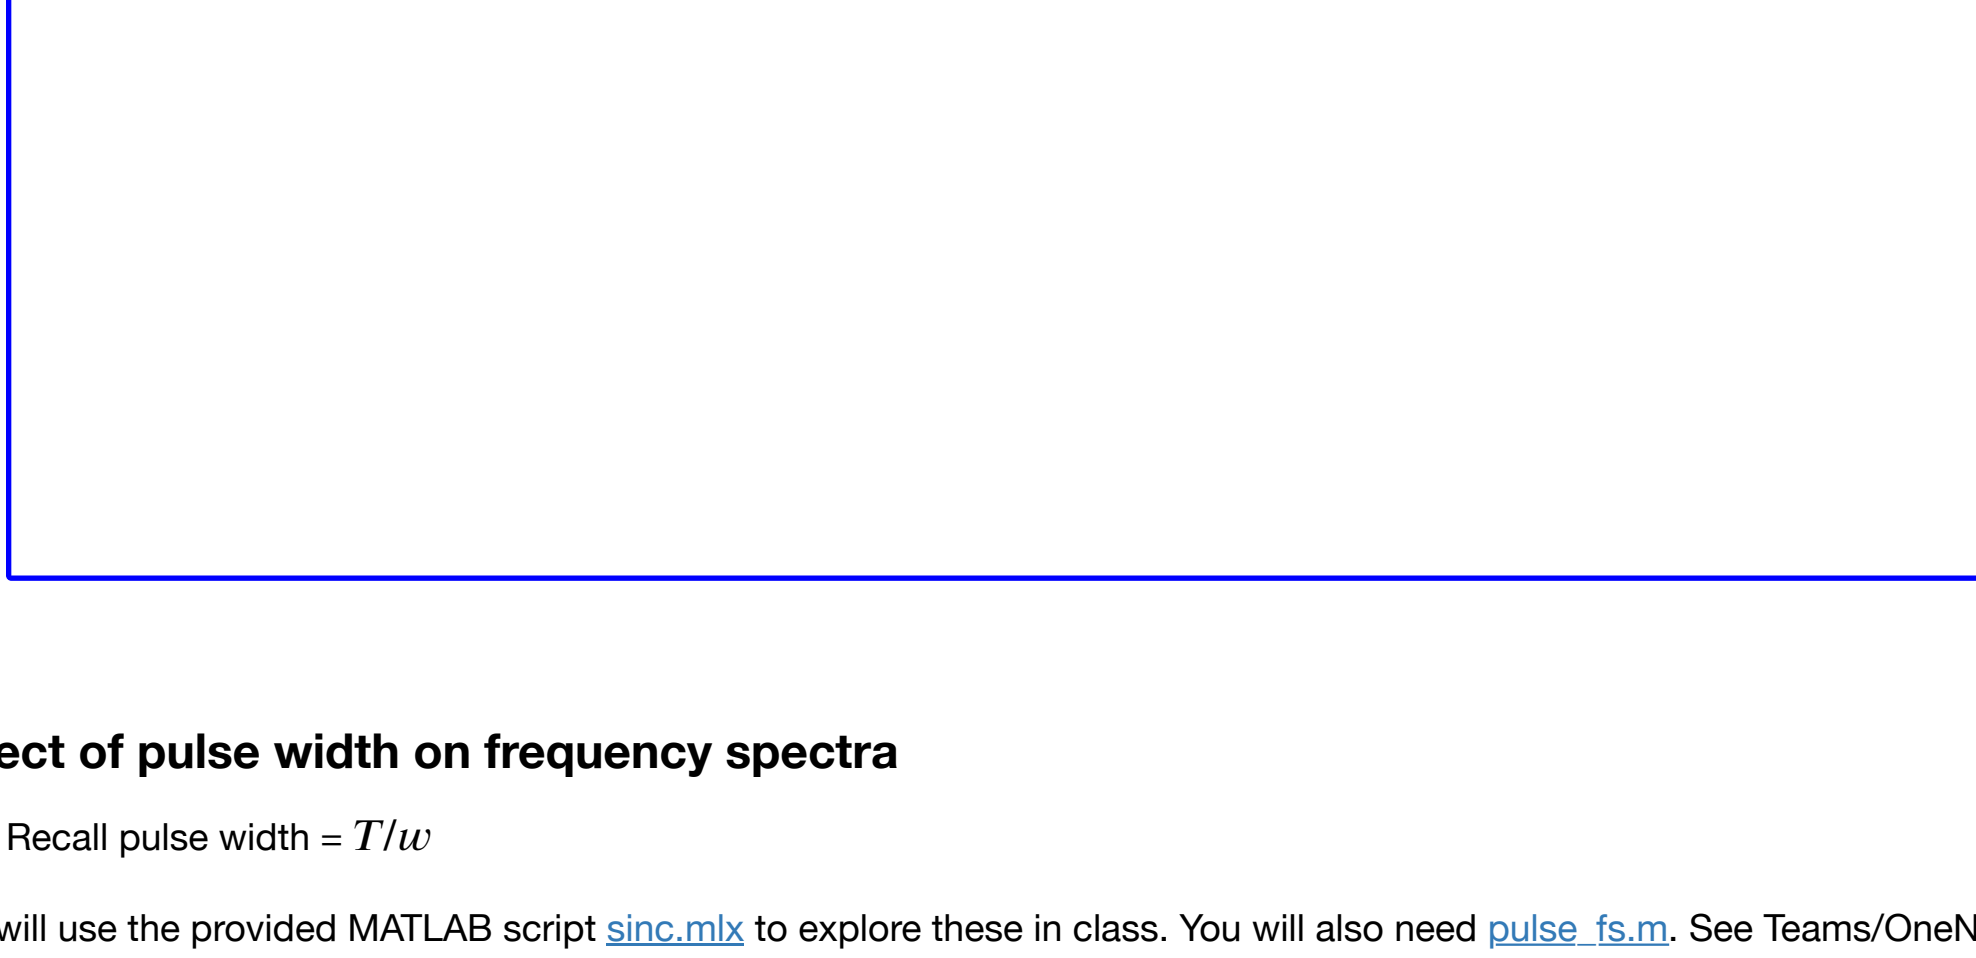 ect of pulse width on frequency spectra
Recall pulse width = T/w
will use the provided MATLAB script sinc.mlx to explore these in class. You will also need pulse_fs.m. See Teams/OneN